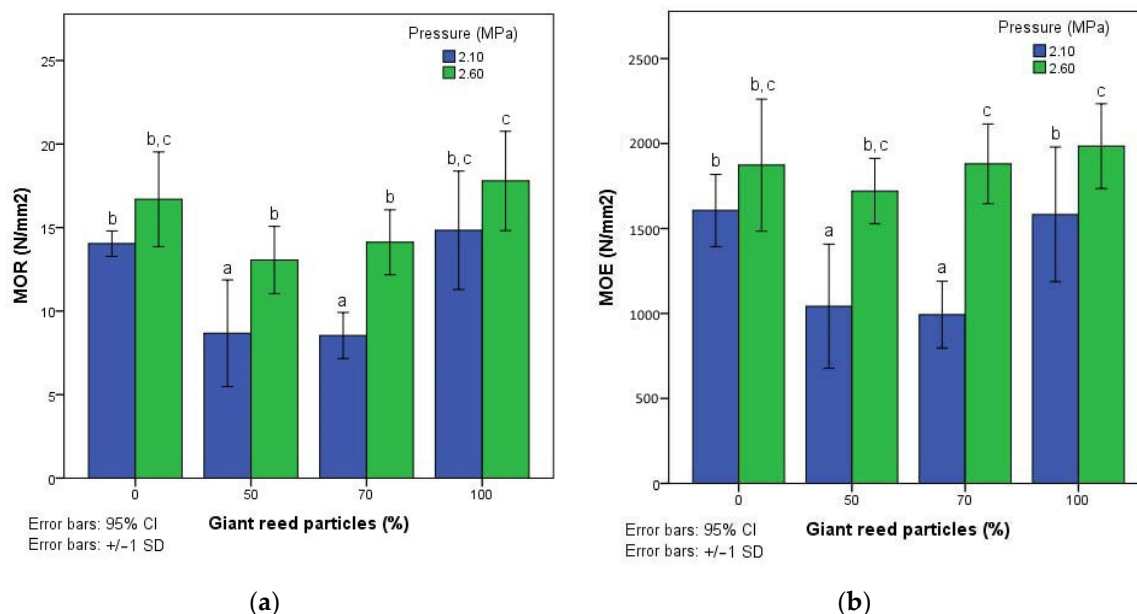 Pressure (MPa)
2.10
2.60
25
20
15
10
5
0
MOR (N/mm2)
b
b,c
a
b
a
b
b,c
c
0
50
70
100
Giant reed particles (%)
Error bars: 95% CI
Error bars: +/−1 SD
(a)
Pressure (MPa)
2.10
2.60
2500
2000
1500
1000
500
0
MOE (N/mm2)
b
b,c
a
b,c
a
c
b
c
0
50
70
100
Giant reed particles (%)
Error bars: 95% CI
Error bars: +/−1 SD
(b)